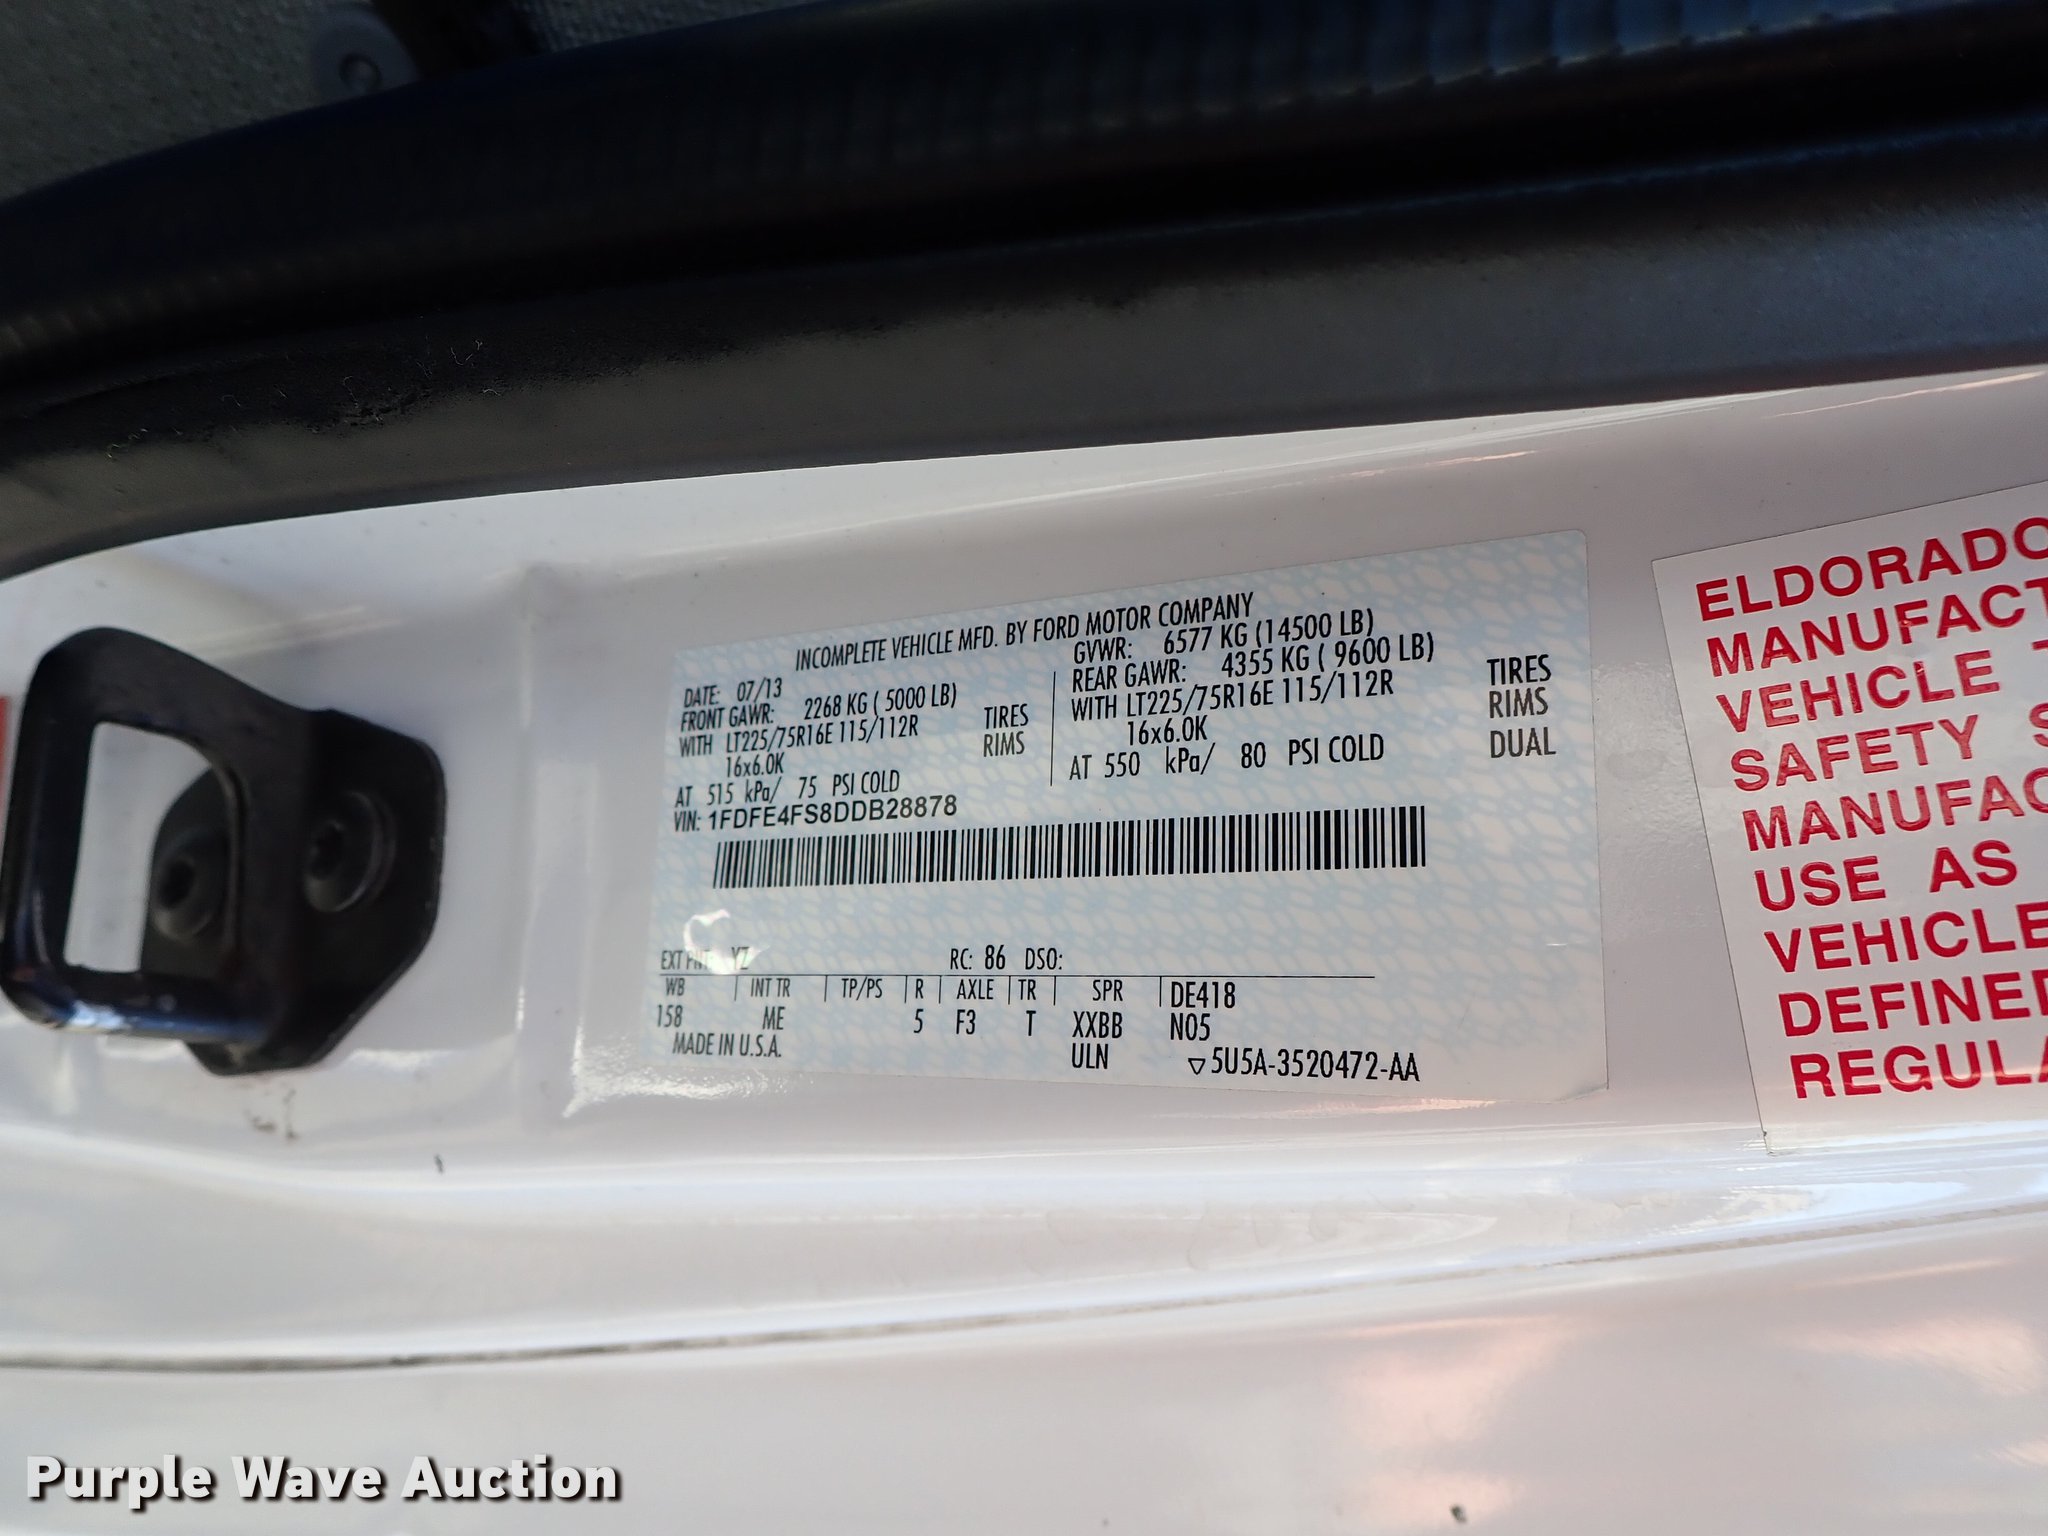 INCOMPLETE VEHICLE MFD. BY FORD MOTOR COMPANY
DATE: 07/13
FRONT GAWR: 2268 KG ( 5000 LB)
WITH LT225/75R16E 115/112R TIRES
16x6.0K RIMS
AT 515 kPa/ 75 PSI COLD
GVWR: 6577 KG (14500 LB)
REAR GAWR: 4355 KG ( 9600 LB)
WITH LT225/75R16E 115/112R TIRES
16x6.0K RIMS
AT 550 kPa/ 80 PSI COLD DUAL
VIN: 1FDFE4FS8DDB28878
EXT PNT: YZ RC: 86 DSO:
WB INT TR TP/PS R AXLE TR SPR DE418
158 ME 5 F3 T XXBB N05
MADE IN U.S.A. ULN ▽5U5A-3520472-AA
ELDORADO
MANUFACT
VEHICLE T
SAFETY S
MANUFAC
USE AS
VEHICLE
DEFINED
REGULA
Purple Wave Auction